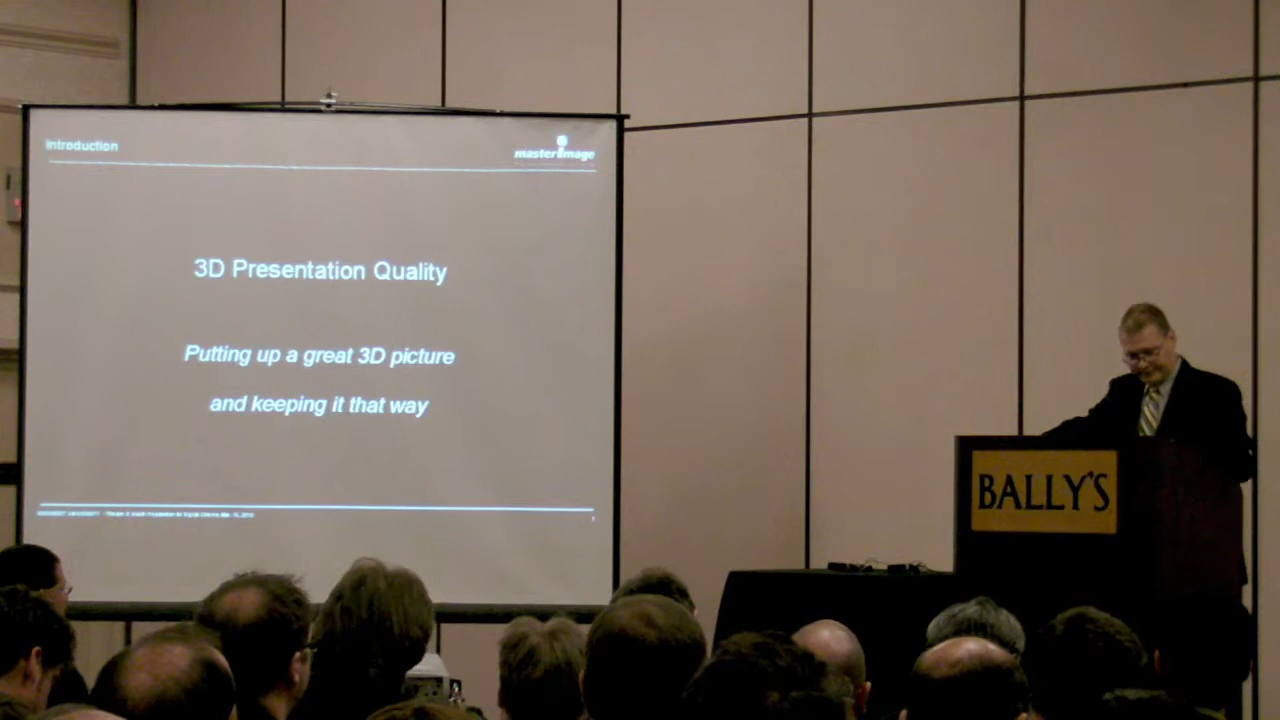 Introduction
masterimage
3D Presentation Quality
Putting up a great 3D picture
and keeping it that way
BALLY'S